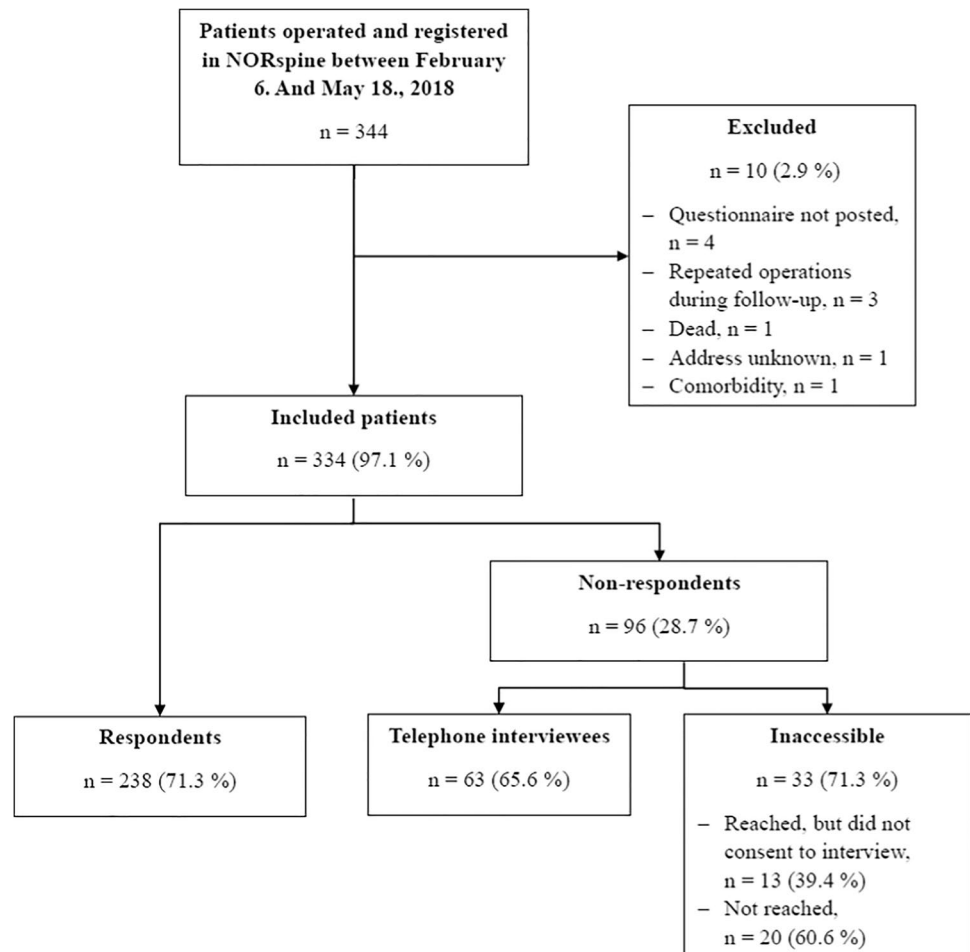 Patients operated and registered
in NORspine between February
6. And May 18., 2018
n = 344
Excluded
n = 10 (2.9 %)
– Questionnaire not posted,
n = 4
– Repeated operations
during follow-up, n = 3
– Dead, n = 1
– Address unknown, n = 1
– Comorbidity, n = 1
Included patients
n = 334 (97.1 %)
Non-respondents
n = 96 (28.7 %)
Respondents
n = 238 (71.3 %)
Telephone interviewees
n = 63 (65.6 %)
Inaccessible
n = 33 (71.3 %)
– Reached, but did not
consent to interview,
n = 13 (39.4 %)
– Not reached,
n = 20 (60.6 %)